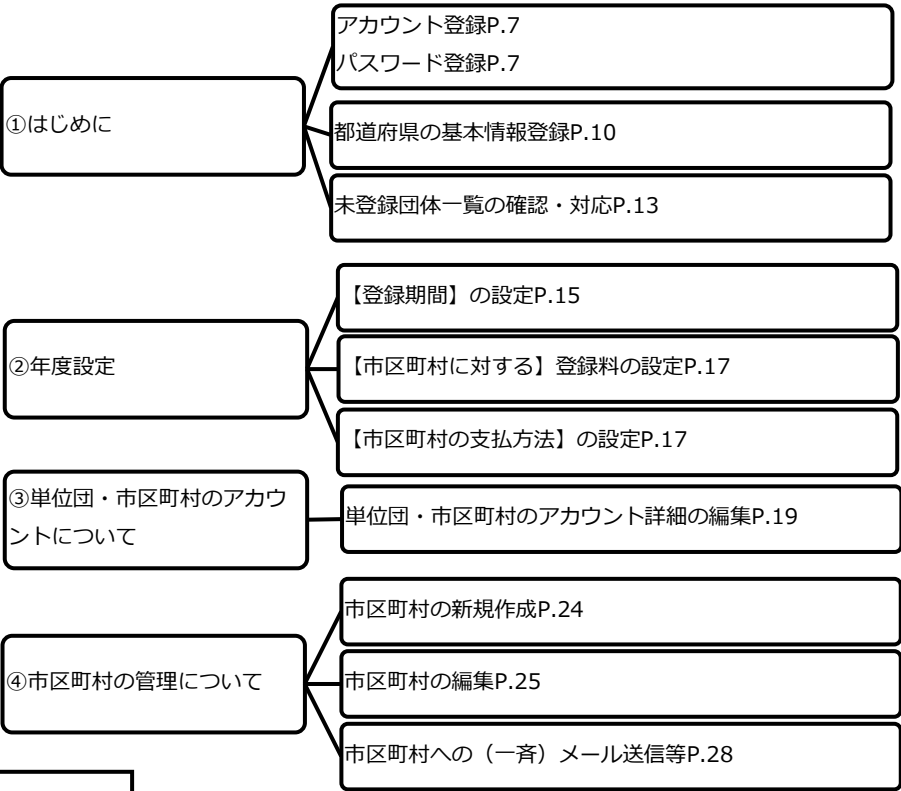 ①はじめに
アカウント登録P.7
パスワード登録P.7
都道府県の基本情報登録P.10
未登録団体一覧の確認・対応P.13
②年度設定
【登録期間】の設定P.15
【市区町村に対する】登録料の設定P.17
【市区町村の支払方法】の設定P.17
③単位団・市区町村のアカウ
ントについて
単位団・市区町村のアカウント詳細の編集P.19
④市区町村の管理について
市区町村の新規作成P.24
市区町村の編集P.25
市区町村への（一斉）メール送信等P.28